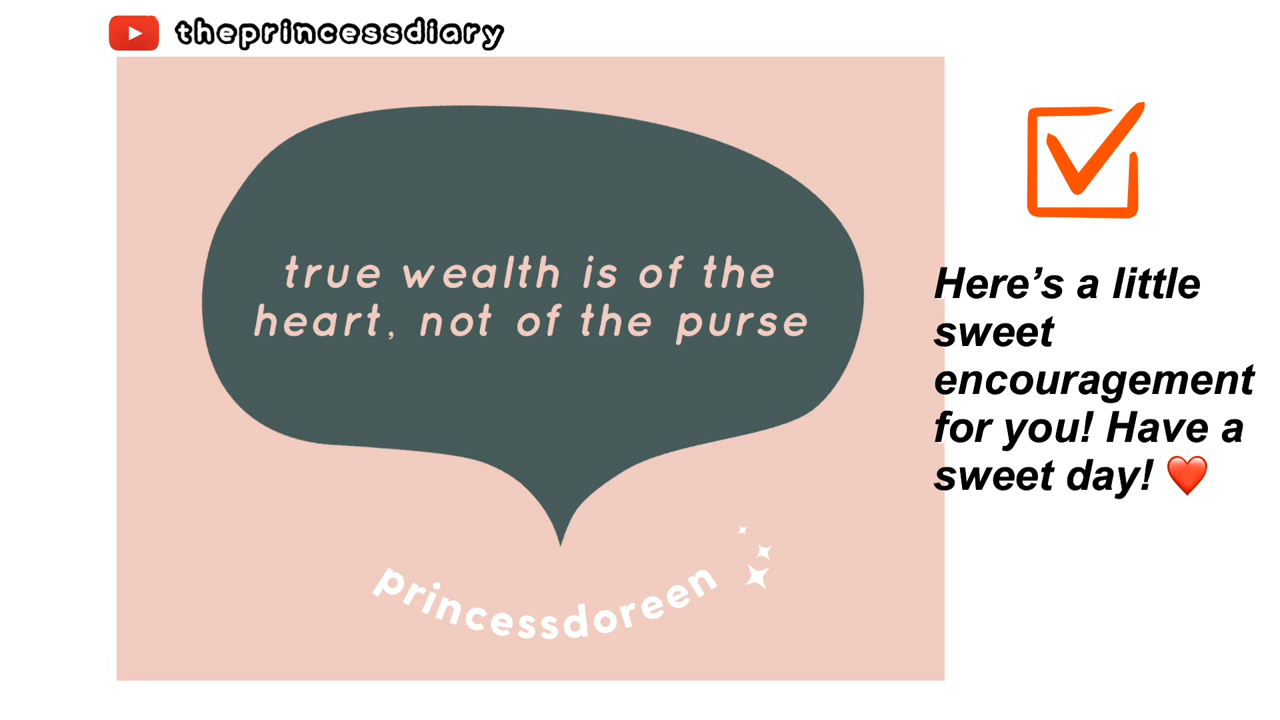 theprincessdiary
true wealth is of the
heart, not of the purse
princessdoreen
Here’s a little
sweet
encouragement
for you! Have a
sweet day! ❤️